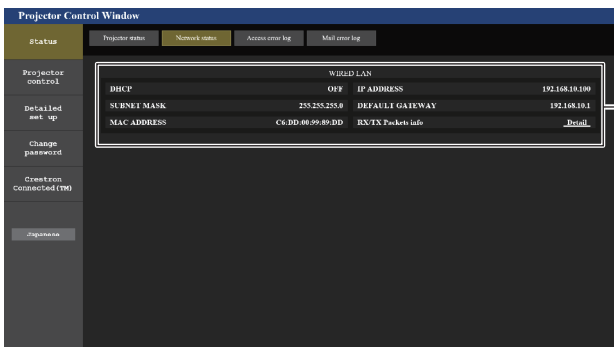 Projector Control Window
Status
Projector status
Network status
Access error log
Mail error log
Projector control
Detailed set up
Change password
Crestron Connected(TM)
Japanese
WIRED LAN
DHCP OFF IP ADDRESS 192.168.10.100
SUBNET MASK 255.255.255.0 DEFAULT GATEWAY 192.168.10.1
MAC ADDRESS C6:DD:00:99:89:DD RX/TX Packets info Detail